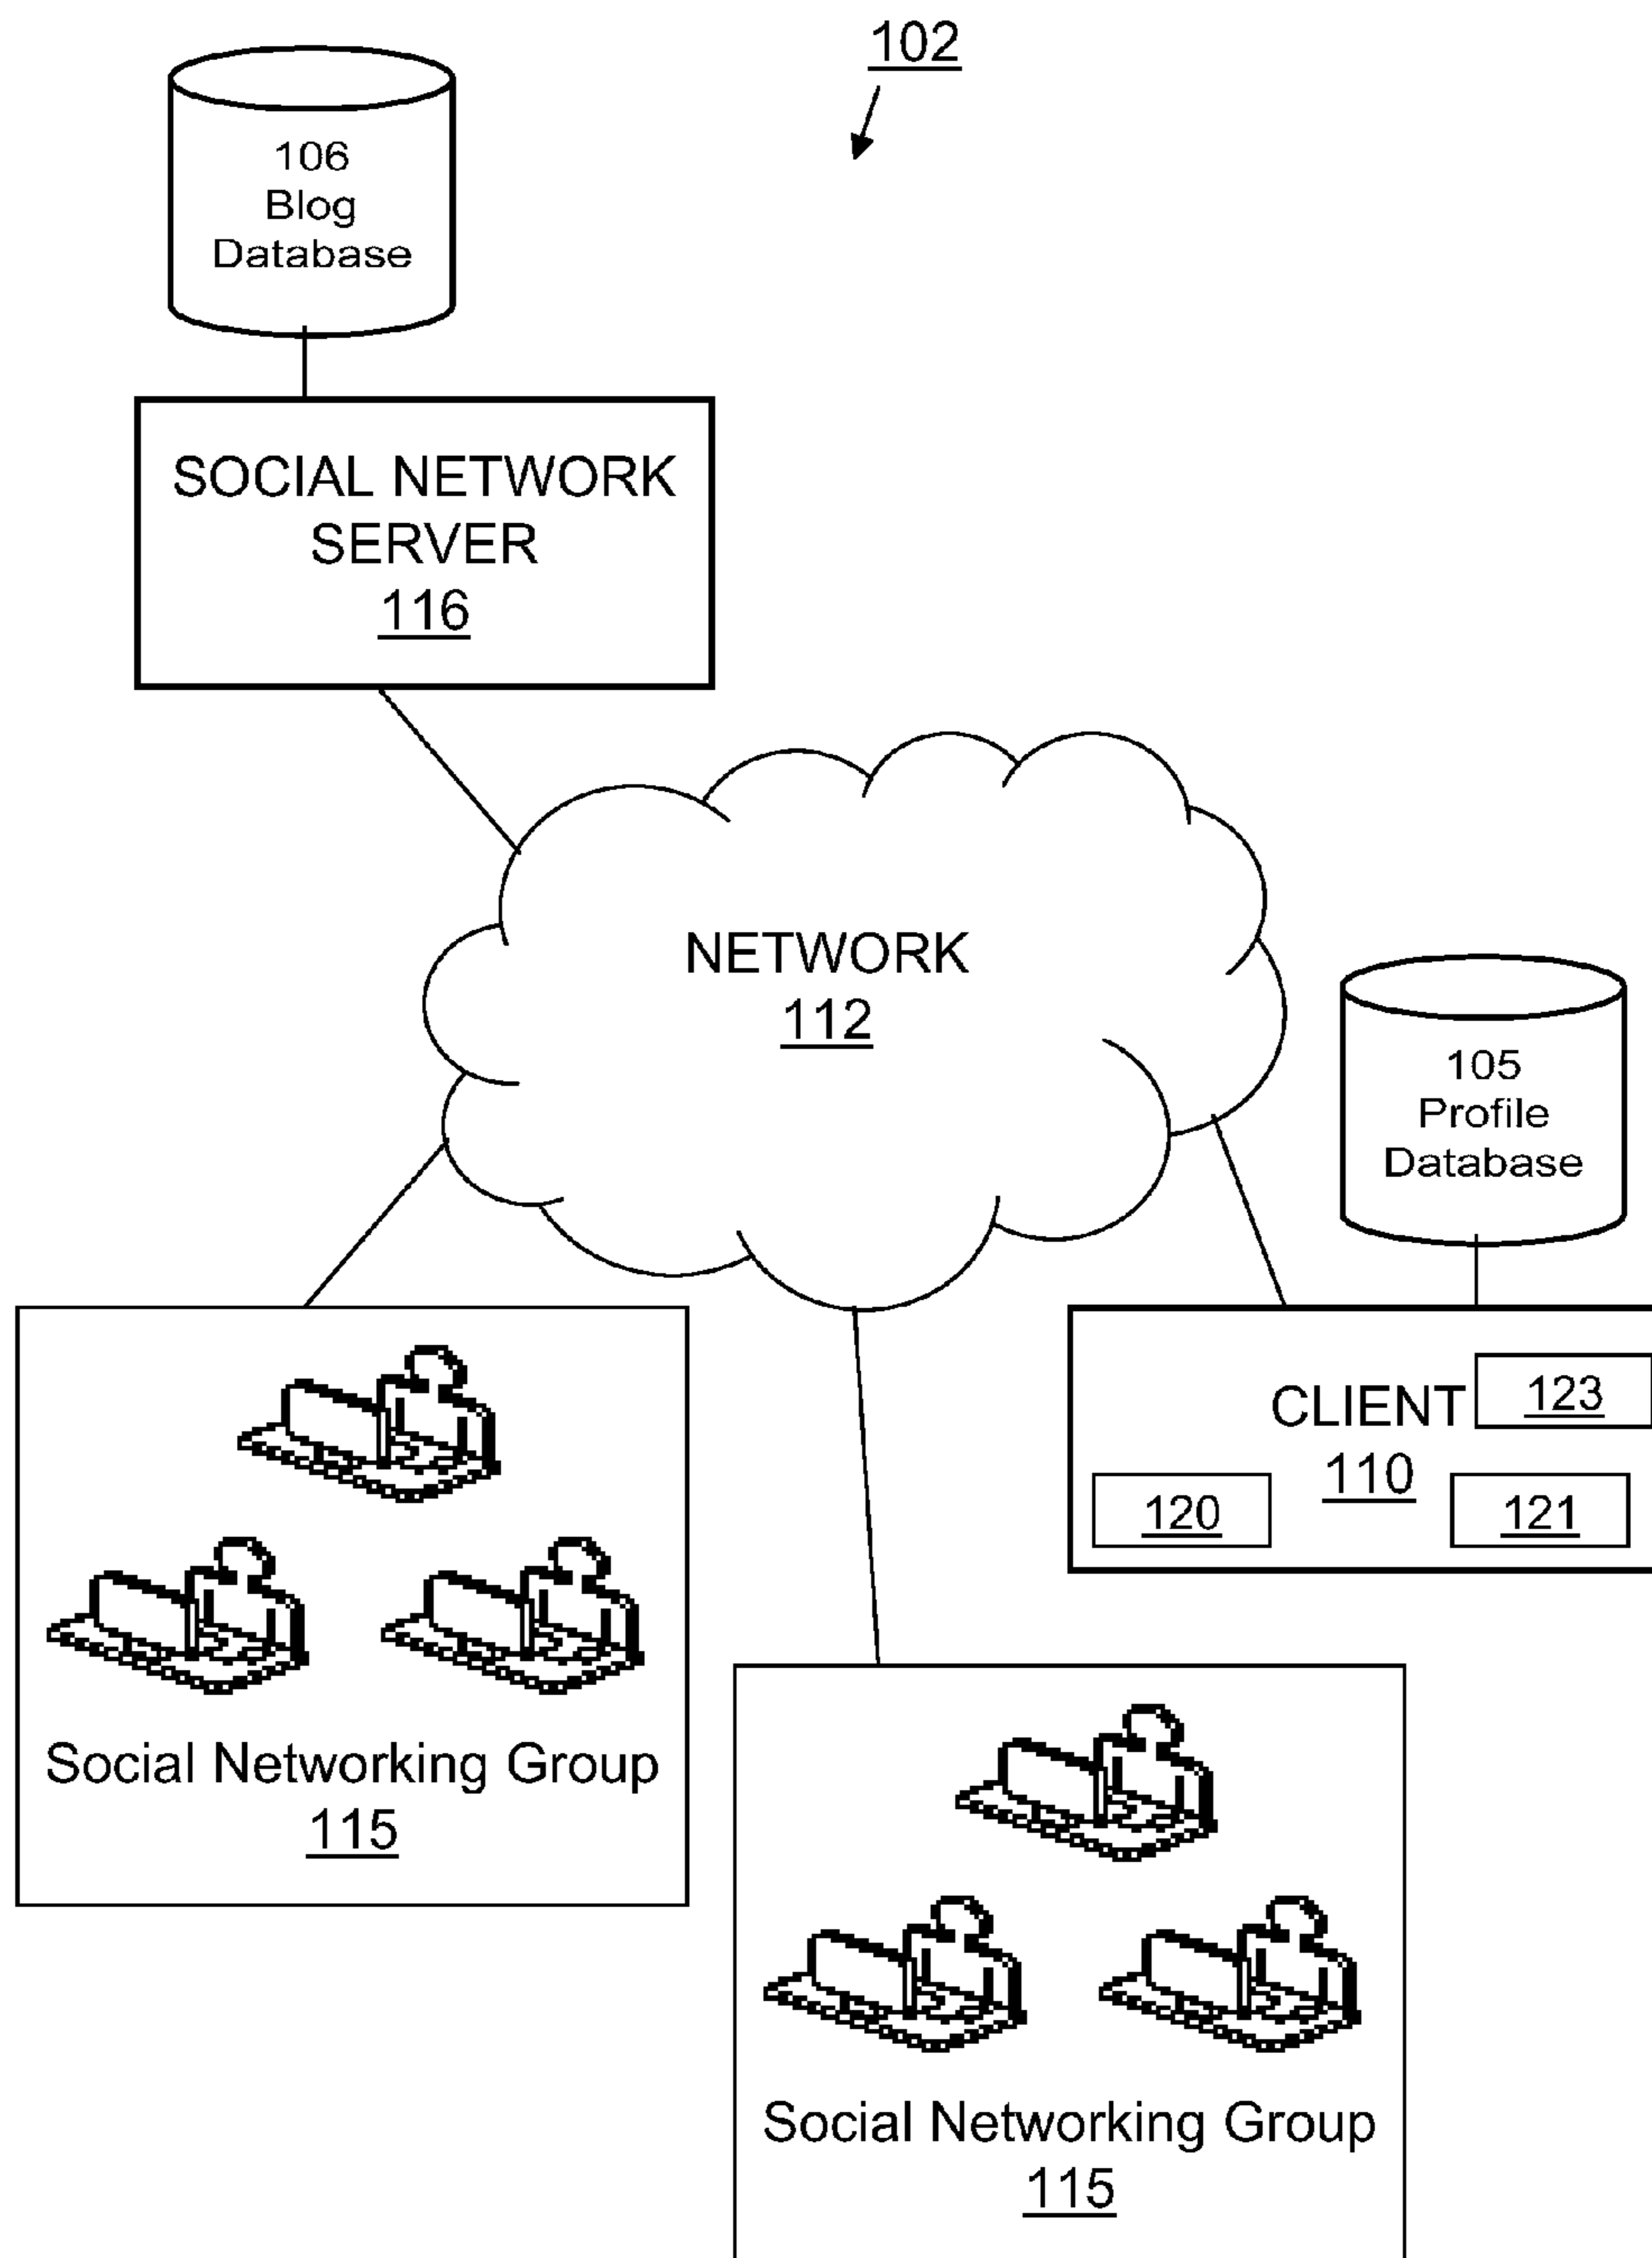 102
106
Blog
Database
SOCIAL NETWORK
SERVER
116
NETWORK
112
105
Profile
Database
CLIENT
110
123
120
121
Social Networking Group
115
Social Networking Group
115